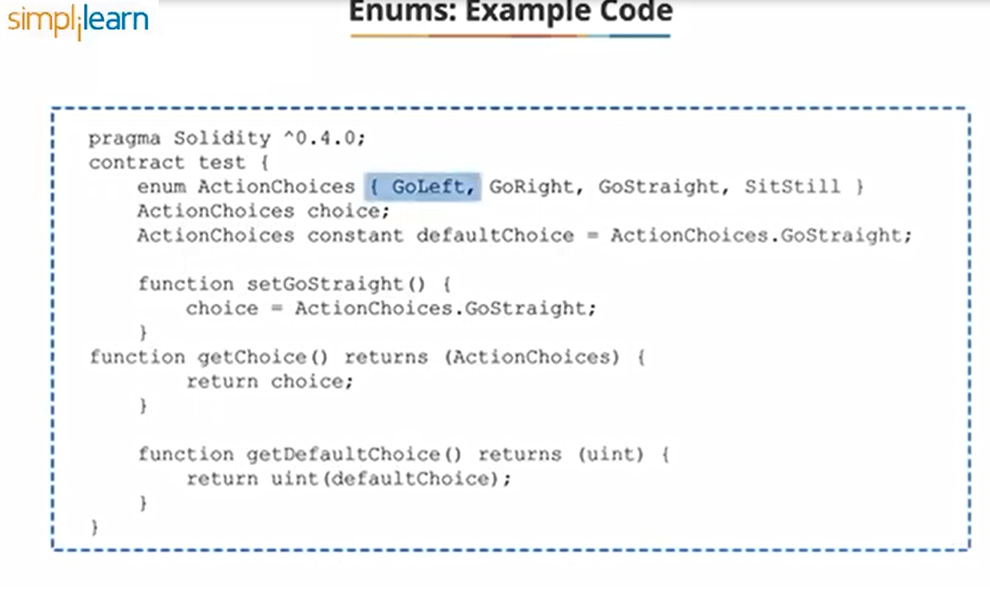 simplilearn
Enums: Example Code
pragma Solidity ^0.4.0;
contract test {
enum ActionChoices { GoLeft, GoRight, GoStraight, SitStill }
ActionChoices choice;
ActionChoices constant defaultChoice = ActionChoices.GoStraight;
function setGoStraight() {
choice = ActionChoices.GoStraight;
}
function getChoice() returns (ActionChoices) {
return choice;
}
function getDefaultChoice() returns (uint) {
return uint(defaultChoice);
}
}